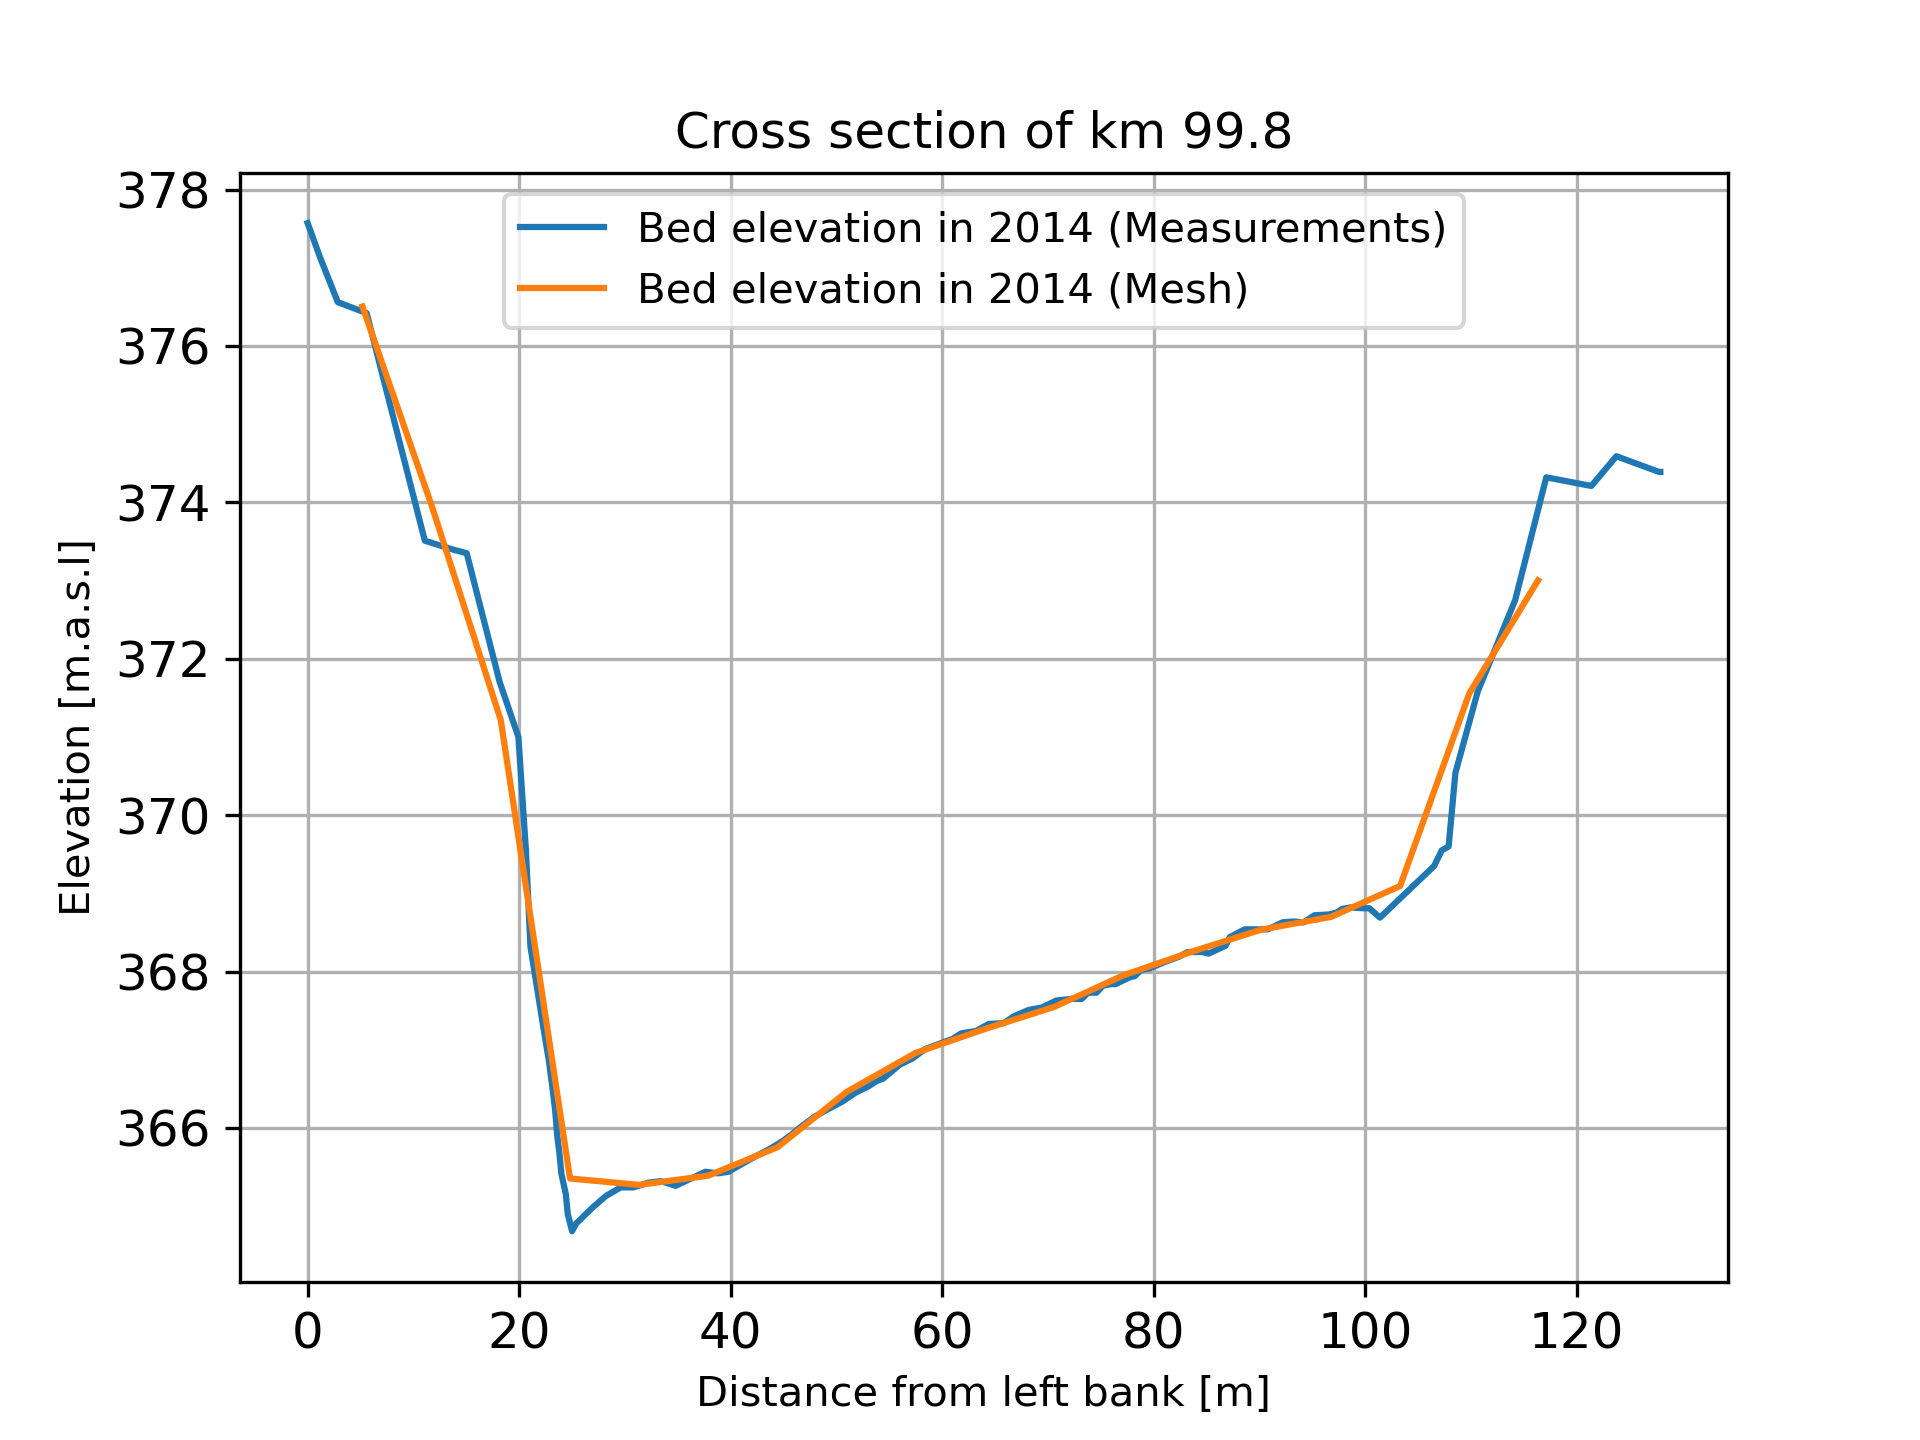 Cross section of km 99.8
Bed elevation in 2014 (Measurements)
Bed elevation in 2014 (Mesh)
Elevation [m.a.s.l]
378
376
374
372
370
368
366
0 20 40 60 80 100 120
Distance from left bank [m]